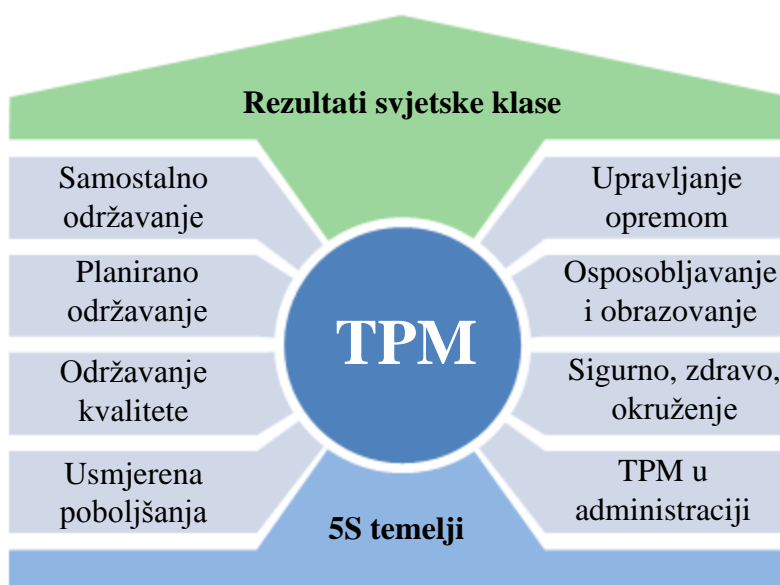 Rezultati svjetske klase
Samostalno
održavanje
Planirano
održavanje
Održavanje
kvalitete
Usmjerena
poboljšanja
TPM
Upravljanje
opremom
Osposobljavanje
i obrazovanje
Sigurno, zdravo,
okruženje
TPM u
administraciji
5S temelji